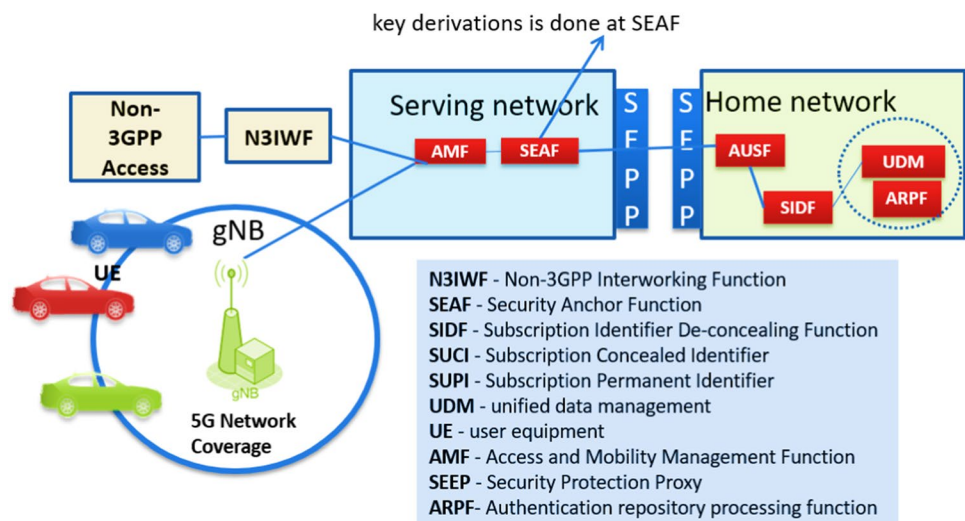 key derivations is done at SEAF
Non-
3GPP
Access
N3IWF
Serving network
AMF
SEAF
S
E
P
P
S
E
P
P
Home network
AUSF
SIDF
UDM
ARPF
UE
gNB
gNB
5G Network
Coverage
N3IWF - Non-3GPP Interworking Function
SEAF - Security Anchor Function
SIDF - Subscription Identifier De-concealing Function
SUCI - Subscription Concealed Identifier
SUPI - Subscription Permanent Identifier
UDM - unified data management
UE - user equipment
AMF - Access and Mobility Management Function
SEEP - Security Protection Proxy
ARPF- Authentication repository processing function